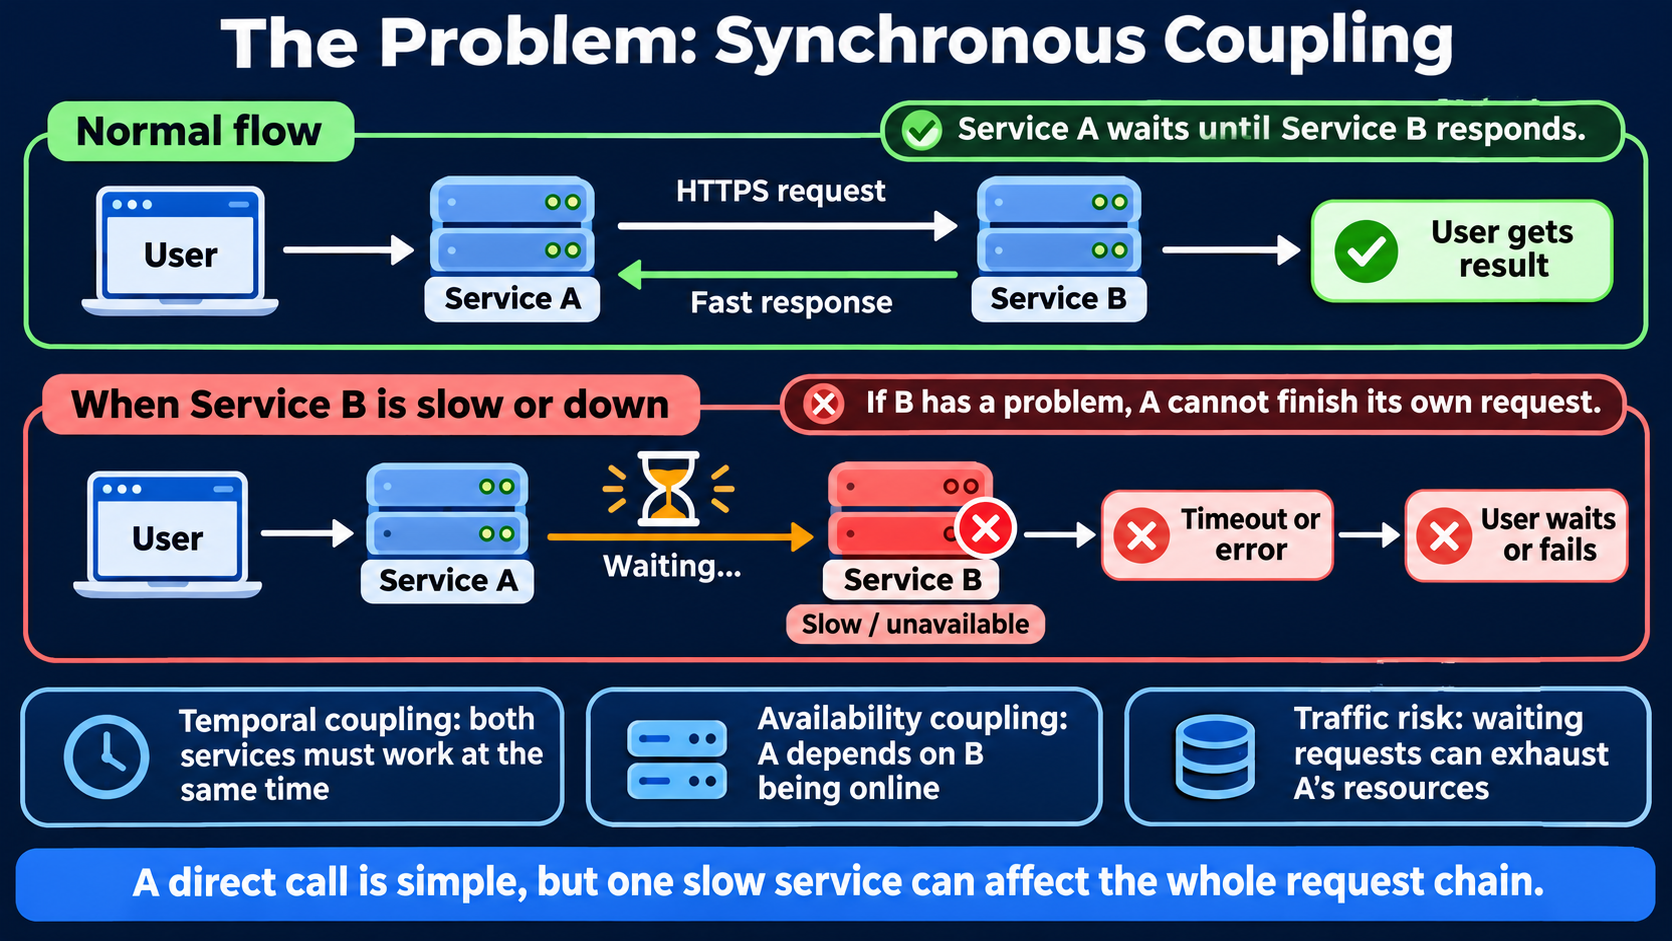 The Problem: Synchronous Coupling
Normal flow
Service A waits until Service B responds.
User
Service A
HTTPS request
Fast response
Service B
User gets
result
When Service B is slow or down
If B has a problem, A cannot finish its own request.
User
Service A
Waiting...
Service B
Slow / unavailable
Timeout or
error
User waits
or fails
Temporal coupling: both
services must work at the
same time
Availability coupling:
A depends on B
being online
Traffic risk: waiting
requests can exhaust
A's resources
A direct call is simple, but one slow service can affect the whole request chain.